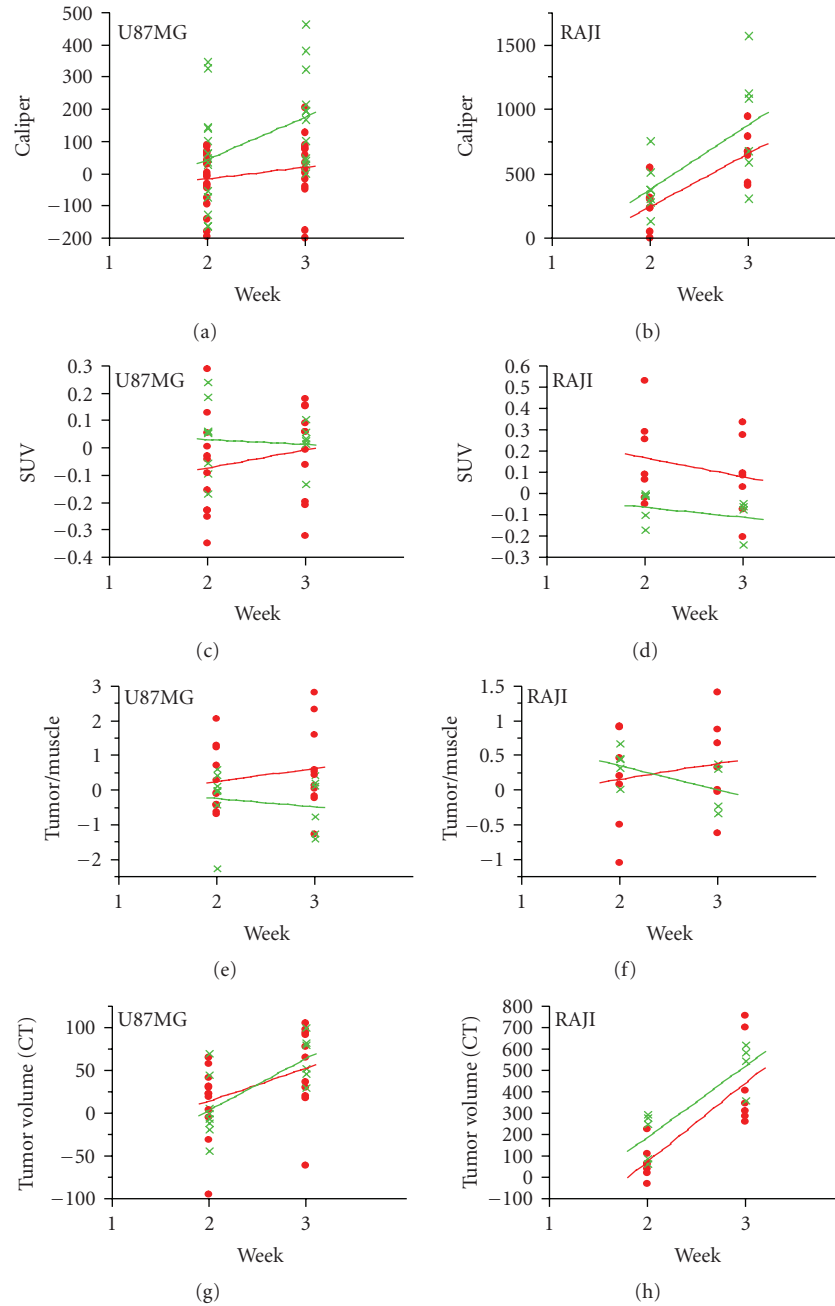 U87MG
500
400
300
200
100
0
−100
−200
Caliper
1 2 3
Week
(a)
RAJI
1500
1000
500
0
Caliper
1 2 3
Week
(b)
U87MG
0.3
0.2
0.1
0
−0.1
−0.2
−0.3
−0.4
SUV
1 2 3
Week
(c)
RAJI
0.6
0.5
0.4
0.3
0.2
0.1
0
−0.1
−0.2
−0.3
SUV
1 2 3
Week
(d)
U87MG
3
2
1
0
−1
−2
Tumor/muscle
1 2 3
Week
(e)
RAJI
1.5
1
0.5
0
−0.5
−1
Tumor/muscle
1 2 3
Week
(f)
U87MG
100
50
0
−50
−100
Tumor volume (CT)
1 2 3
Week
(g)
RAJI
800
700
600
500
400
300
200
100
0
−100
Tumor volume (CT)
1 2 3
Week
(h)